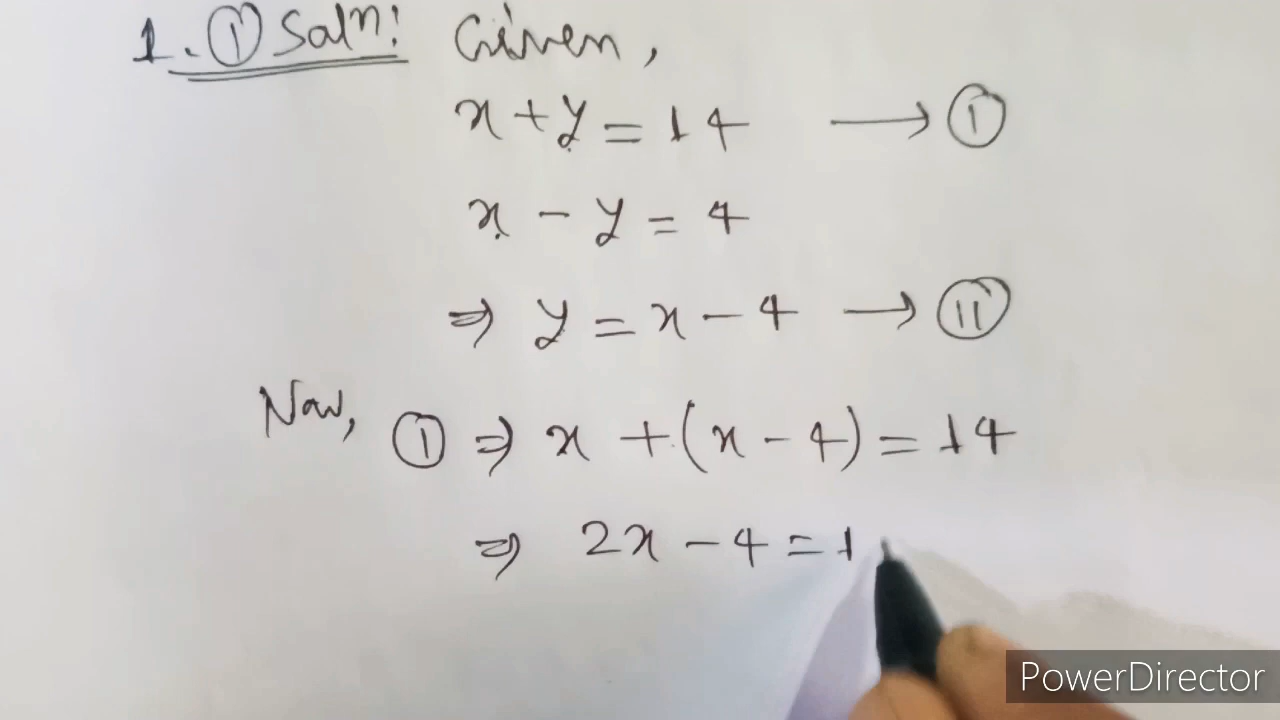 1. (i) Solⁿ: Given,
x + y = 14 → (I)
x - y = 4
⇒ y = x - 4 → (II)
Now, (I) ⇒ x + (x - 4) = 14
⇒ 2x - 4 = 1
PowerDirector